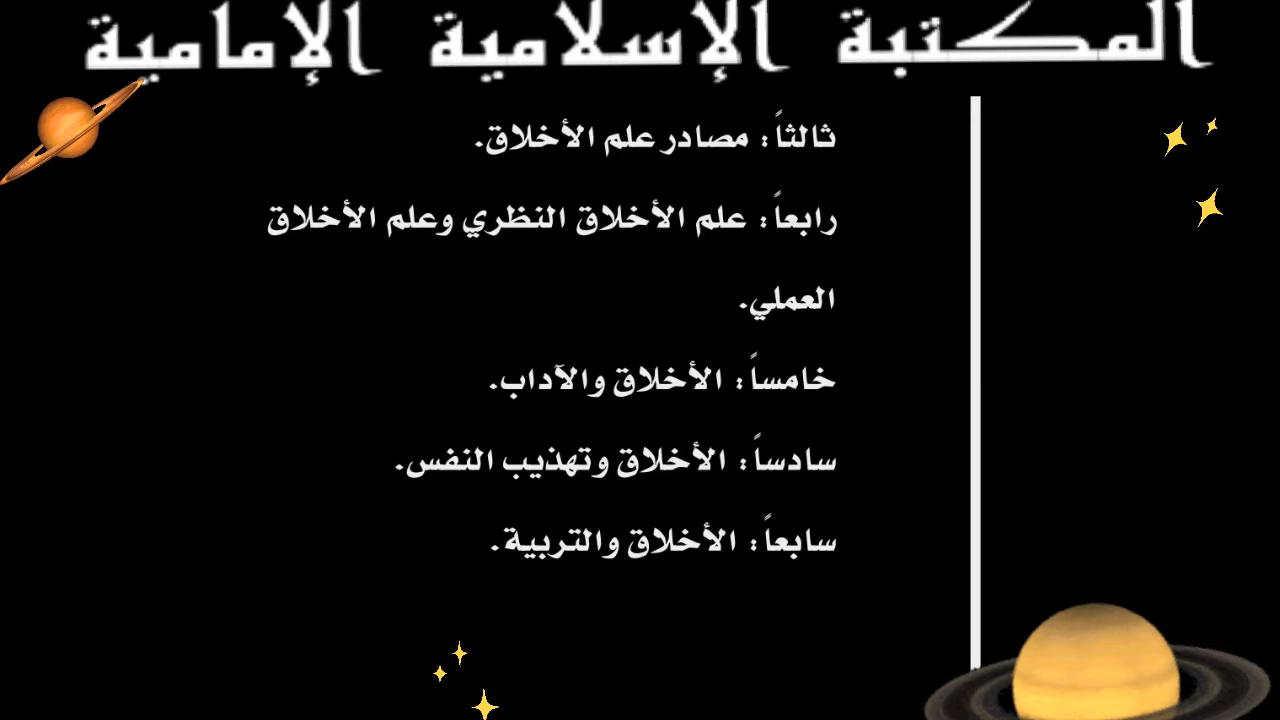 المكتبة الإسلامية الإمامية
ثالثاً: مصادر علم الأخلاق.
رابعاً: علم الأخلاق النظري وعلم الأخلاق
العملي.
خامساً: الأخلاق والآداب.
سادساً: الأخلاق وتهذيب النفس.
سابعاً: الأخلاق والتربية.